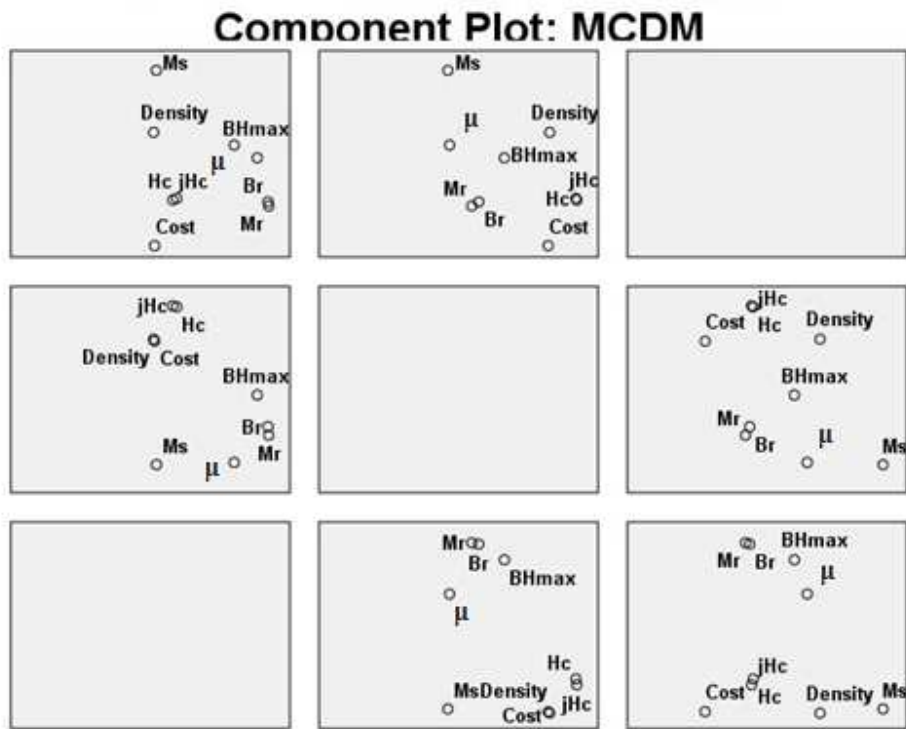 Component Plot: MCDM
Ms
Density
BHmax
μ
Hc jHc
Br
Mr
Cost
Ms
μ
Density
BHmax
jHc
Mr
Hc
Br
Cost
jHc
Hc
Density Cost
BHmax
Br
Ms
μ
Mr
jHc
Cost
Hc
Density
BHmax
Mr
Br
μ
Ms
Mr
Br
BHmax
μ
Hc
MsDensity
jHc
Cost
BHmax
Mr
Br
μ
jHc
Cost
Hc
Density
Ms